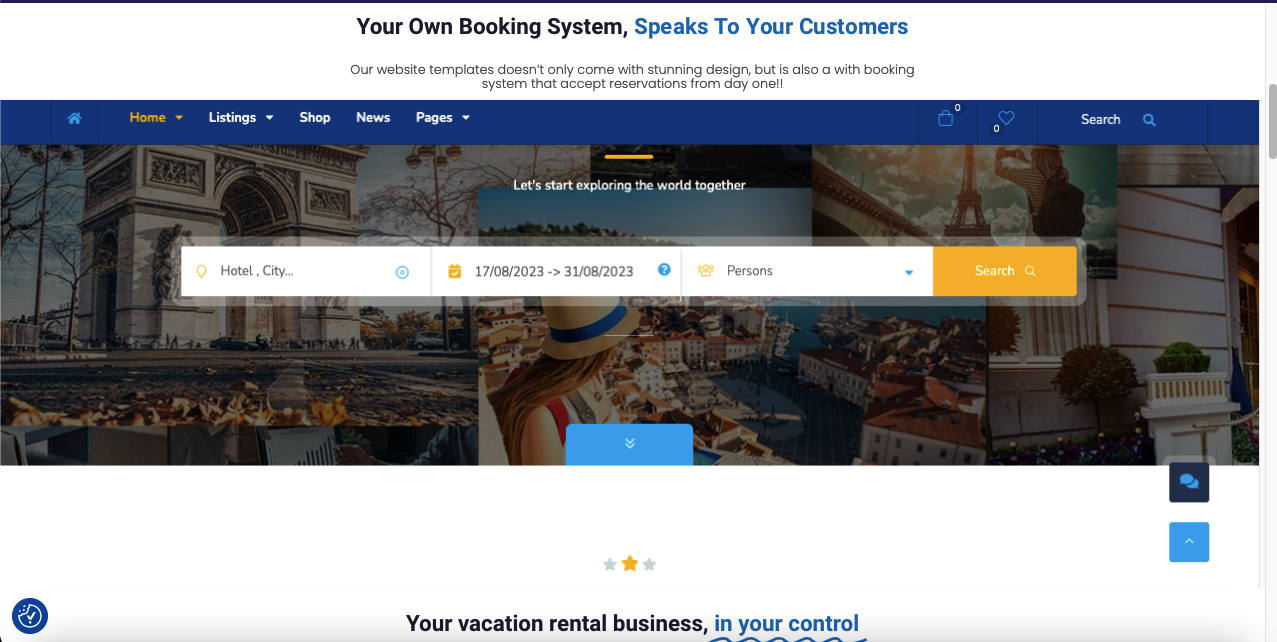 Your Own Booking System, Speaks To Your Customers
Our website templates doesn't only come with stunning design, but is also a with booking
system that accept reservations from day one!!
Home Listings Shop News Pages 0 0 Search
Let's start exploring the world together
Hotel , City... 17/08/2023 -> 31/08/2023 ? Persons Search
Your vacation rental business, in your control